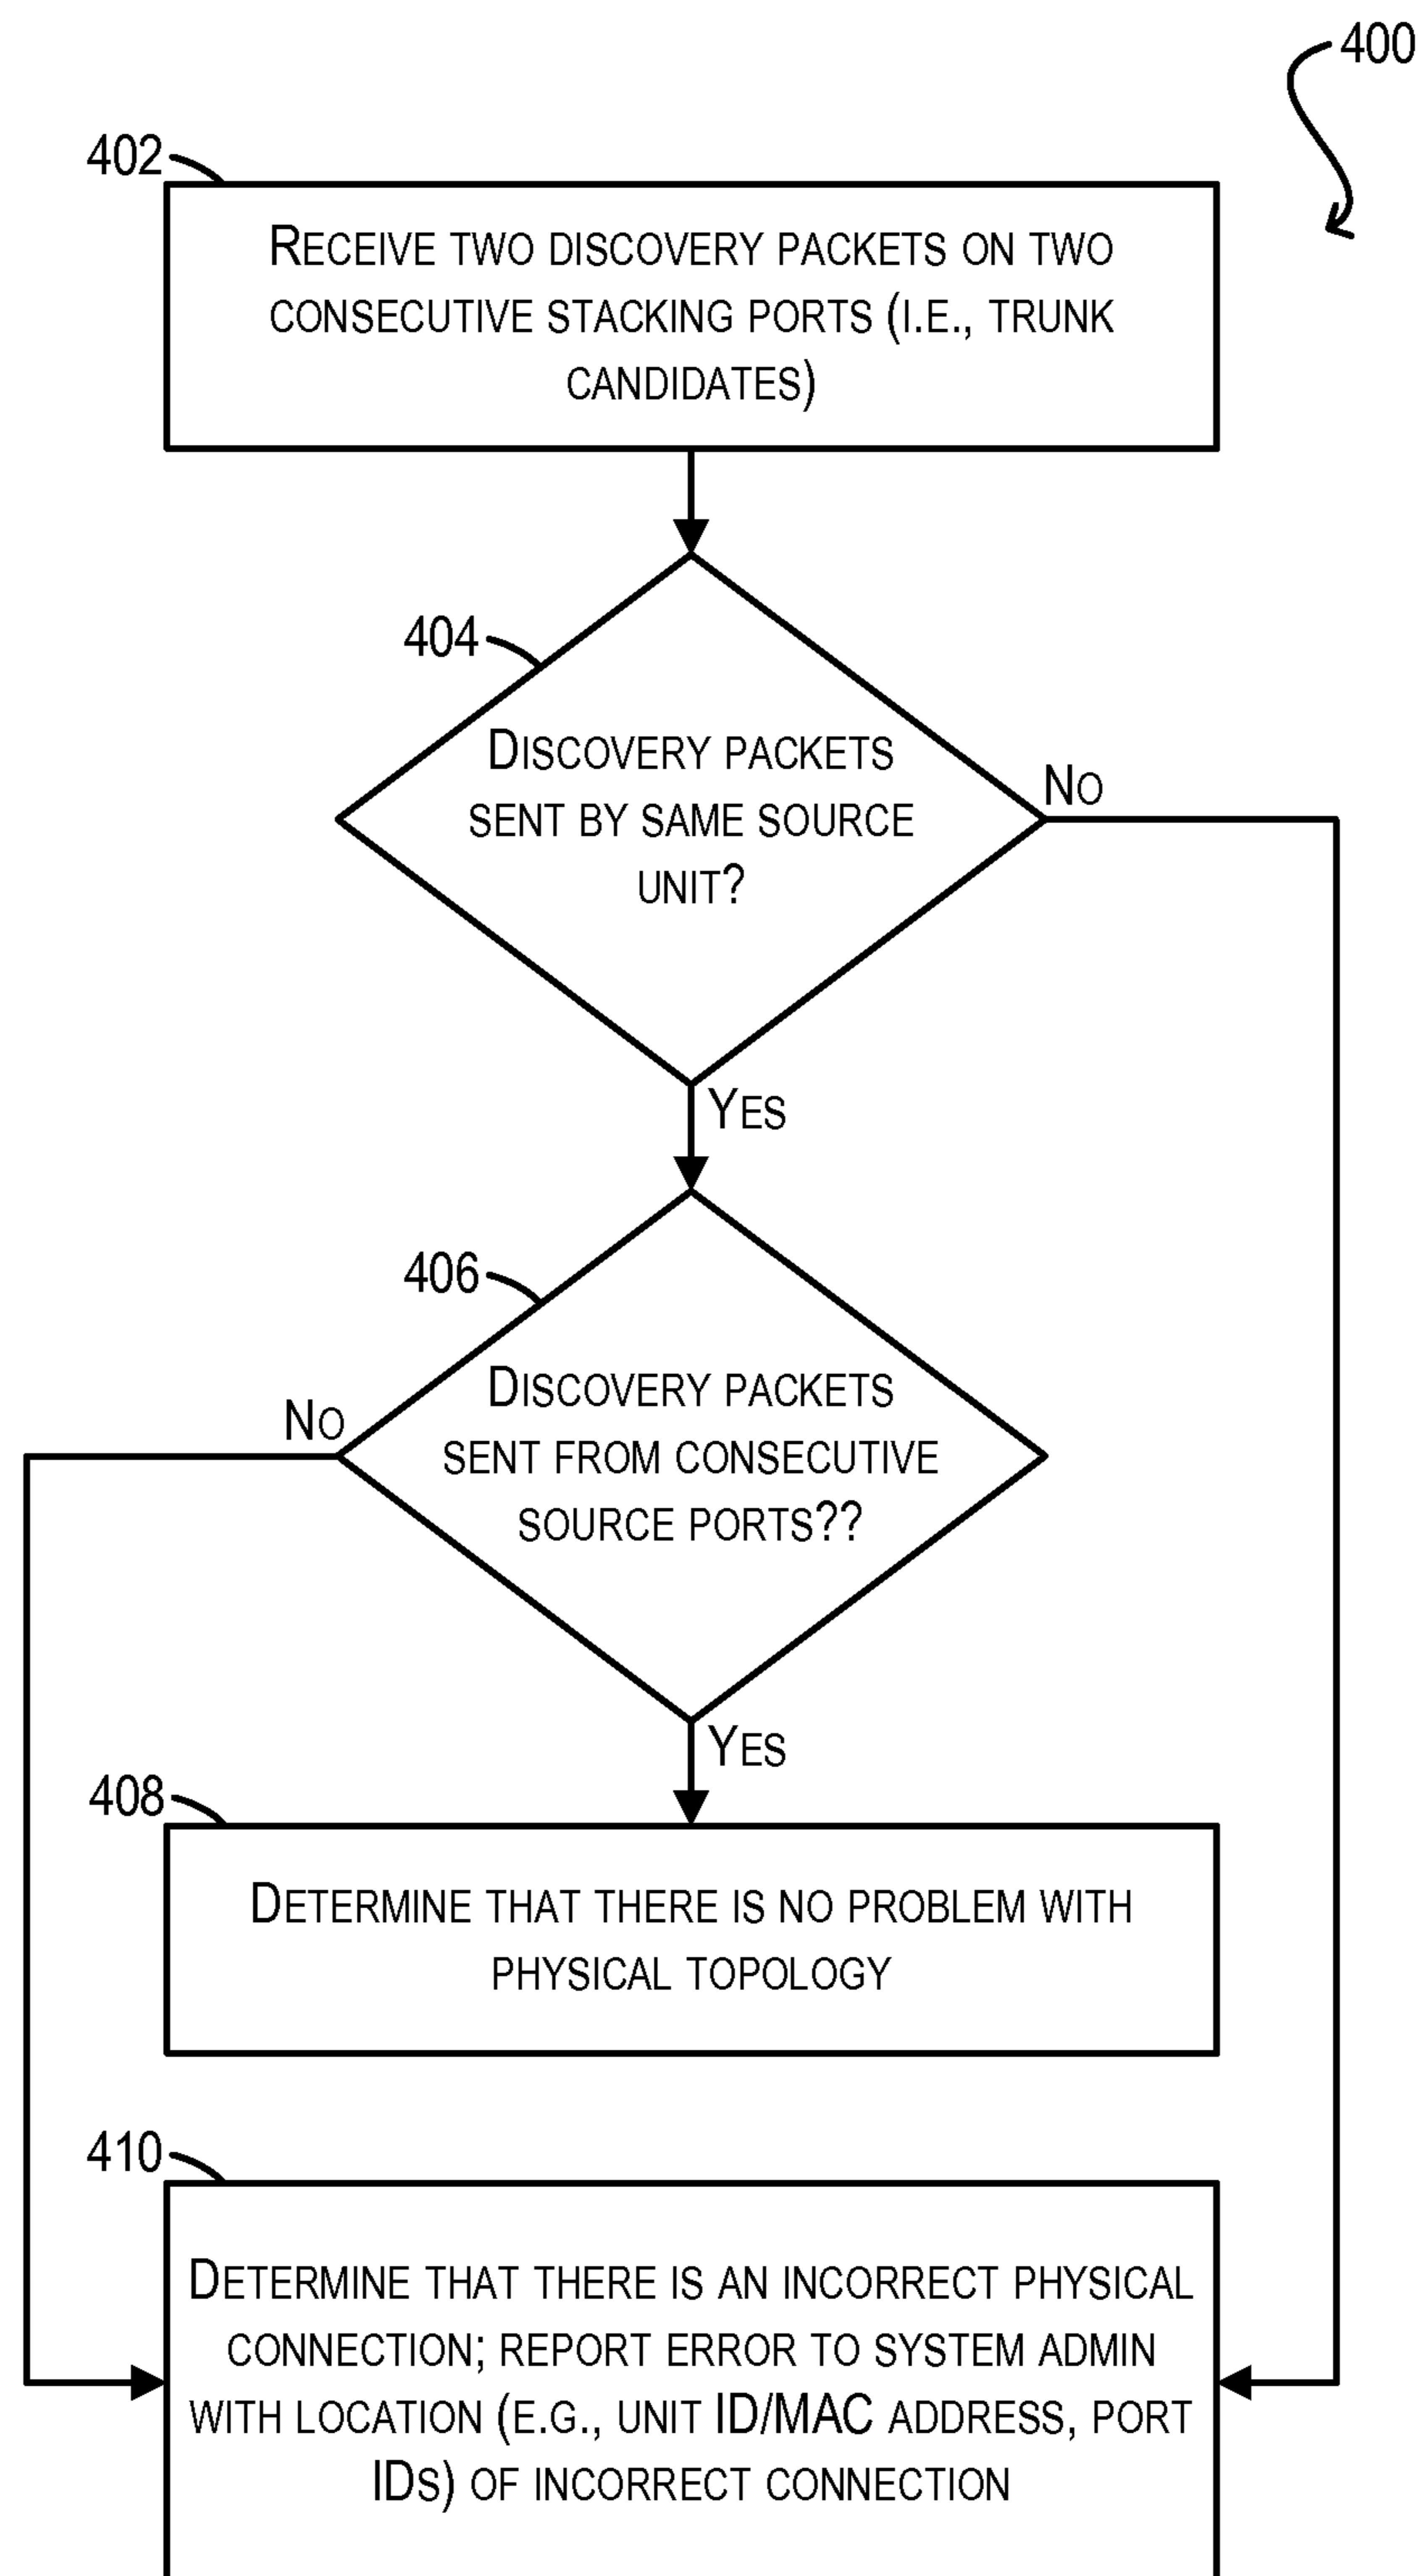 400
402
Receive two discovery packets on two
consecutive stacking ports (i.e., trunk
candidates)
404
Discovery packets
sent by same source
unit?
No
Yes
406
Discovery packets
sent from consecutive
source ports??
No
Yes
408
Determine that there is no problem with
physical topology
410
Determine that there is an incorrect physical
connection; report error to system admin
with location (e.g., unit ID/MAC address, port
IDs) of incorrect connection